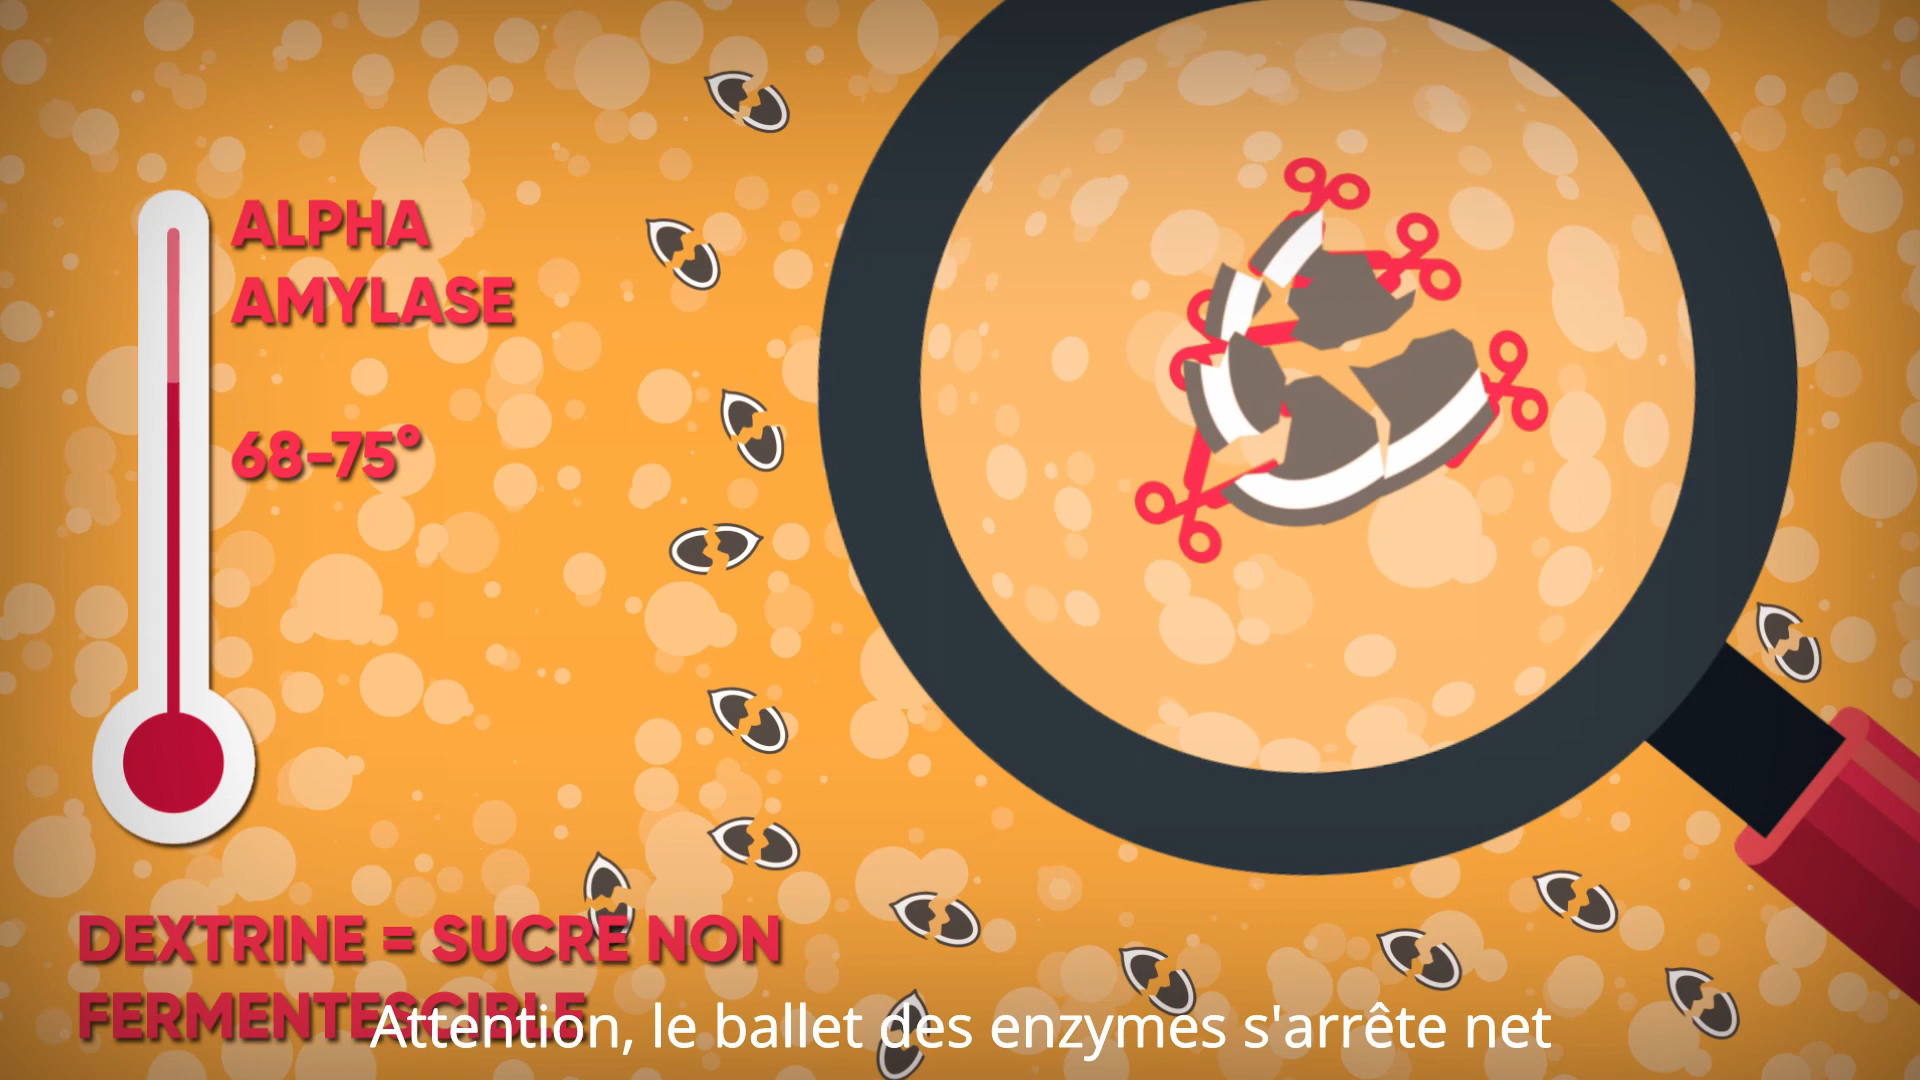 ALPHA
AMYLASE
68-75°
DEXTRINE = SUCRE NON
FERMENTESCIBLE
Attention, le ballet des enzymes s'arrête net